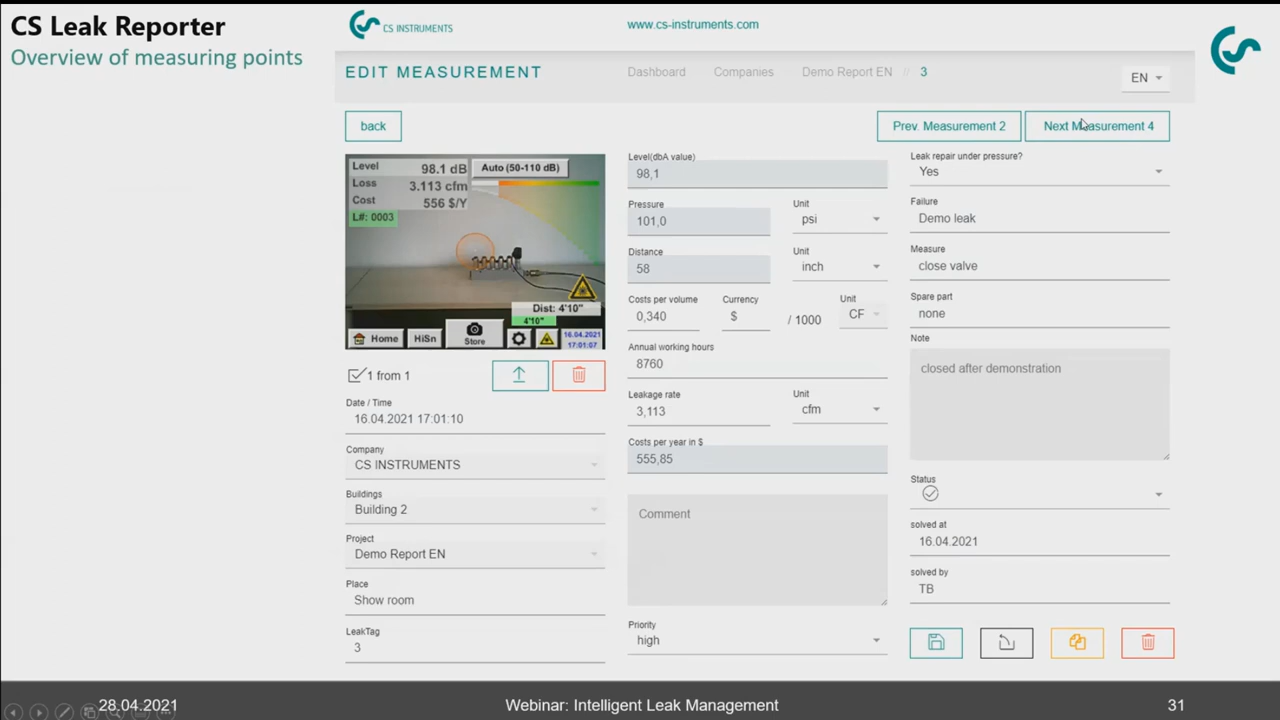 CS Leak Reporter
Overview of measuring points
CS INSTRUMENTS
www.cs-instruments.com
EDIT MEASUREMENT
Dashboard Companies Demo Report EN // 3
EN
back
Prev. Measurement 2
Next Measurement 4
Level 98.1 dB
Loss 3.113 cfm
Cost 556 $/Y
L#: 0003
Auto (50-110 dB)
Dist: 4'10"
4'10"
Home
HiSn
Store
16.04.2021
17:01:07
1 from 1
Date / Time
16.04.2021 17:01:10
Company
CS INSTRUMENTS
Buildings
Building 2
Project
Demo Report EN
Place
Show room
LeakTag
3
Level(dbA value)
98,1
Pressure
101,0
Unit
psi
Distance
58
Unit
inch
Costs per volume
0,340
Currency
$
/ 1000
Unit
CF
Annual working hours
8760
Leakage rate
3,113
Unit
cfm
Costs per year in $
555,85
Comment
Priority
high
Leak repair under pressure?
Yes
Failure
Demo leak
Measure
close valve
Spare part
none
Note
closed after demonstration
Status
solved at
16.04.2021
solved by
TB
28.04.2021
Webinar: Intelligent Leak Management
31